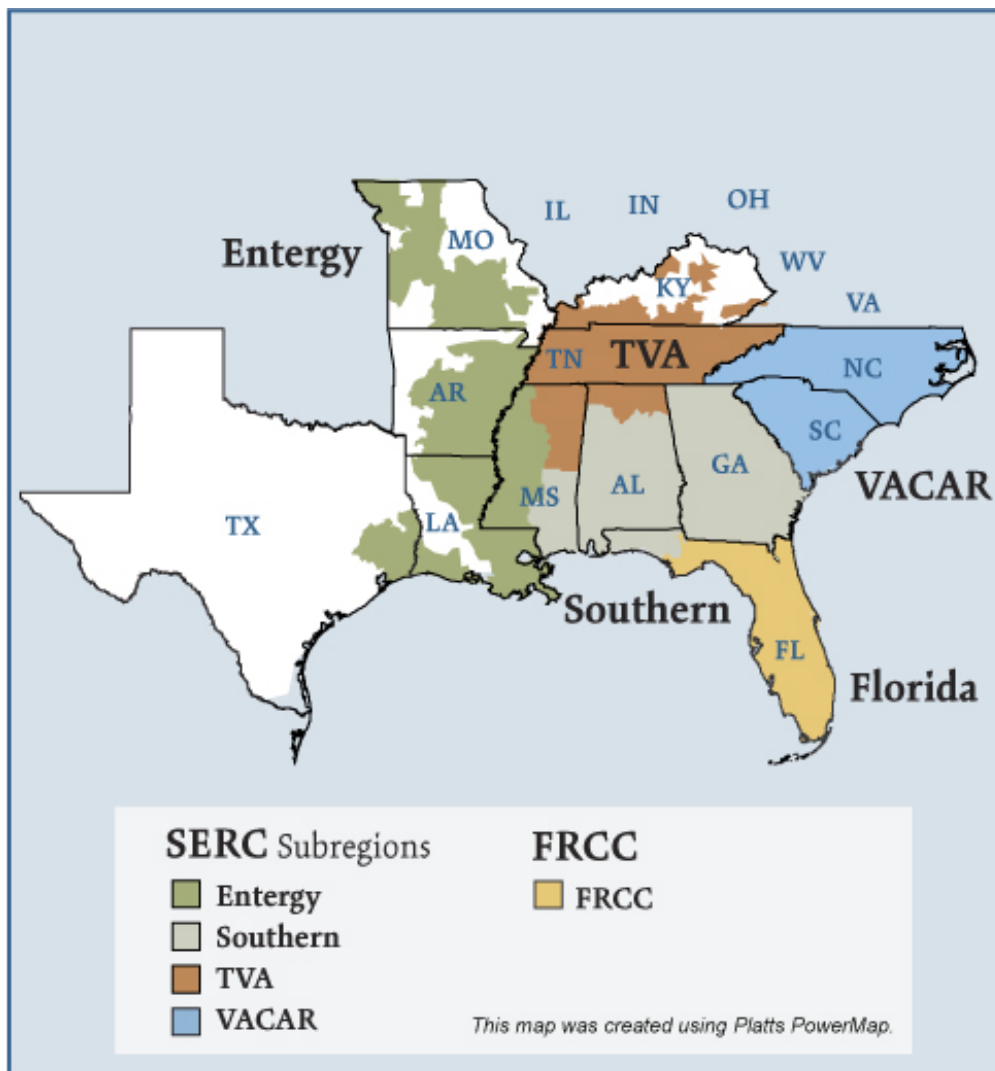 IL
IN
OH
MO
Entergy
WV
KY
VA
TN
TVA
NC
AR
SC
GA
MS
AL
VACAR
TX
LA
Southern
FL
Florida
SERC Subregions
Entergy
Southern
TVA
VACAR
FRCC
FRCC
This map was created using Platts PowerMap.